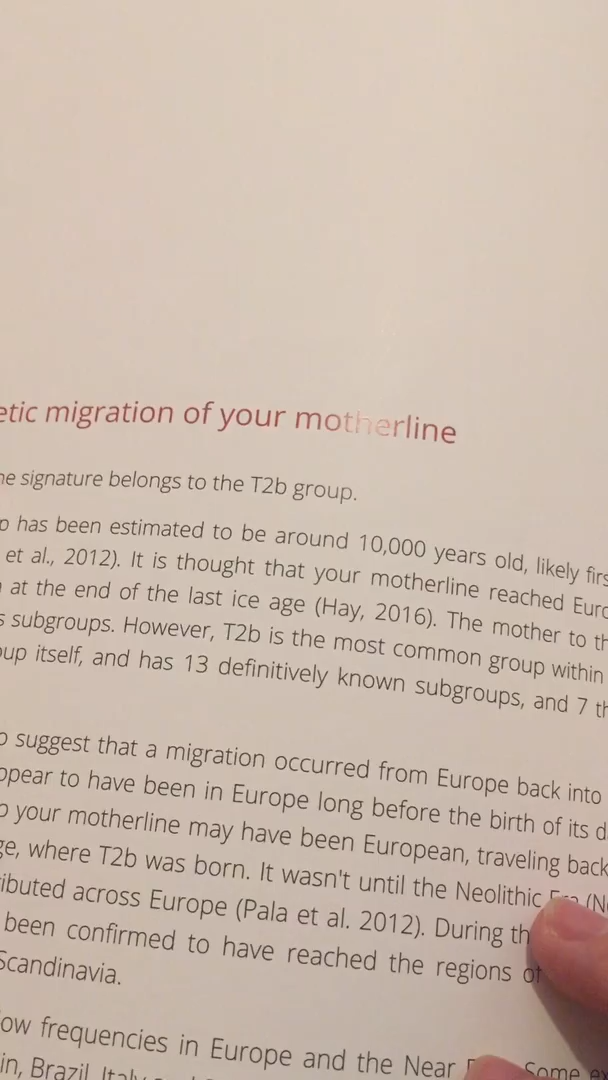 etic migration of your motherline
ne signature belongs to the T2b group.
p has been estimated to be around 10,000 years old, likely firs
et al., 2012). It is thought that your motherline reached Euro
at the end of the last ice age (Hay, 2016). The mother to th
s subgroups. However, T2b is the most common group within
oup itself, and has 13 definitively known subgroups, and 7 th
o suggest that a migration occurred from Europe back into
ppear to have been in Europe long before the birth of its d
o your motherline may have been European, traveling back
ge, where T2b was born. It wasn't until the Neolithic Era (N
ributed across Europe (Pala et al. 2012). During th
been confirmed to have reached the regions of
Scandinavia.
ow frequencies in Europe and the Near Some ex
in, Brazil, Italy